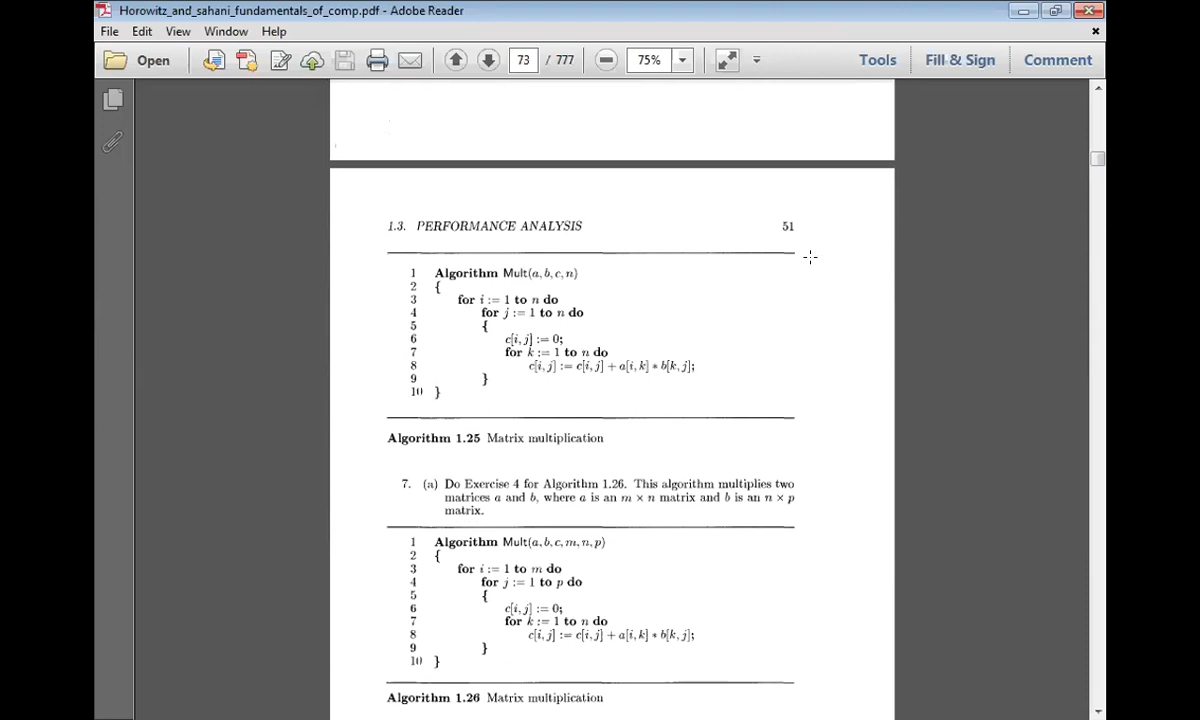 Horowitz_and_sahani_fundamentals_of_comp.pdf - Adobe Reader
File Edit View Window Help
Open 73 / 777 75% Tools Fill & Sign Comment
1.3. PERFORMANCE ANALYSIS 51
1 Algorithm Mult(a, b, c, n)
2 {
3 for i := 1 to n do
4 for j := 1 to n do
5 {
6 c[i, j] := 0;
7 for k := 1 to n do
8 c[i, j] := c[i, j] + a[i, k] * b[k, j];
9 }
10 }
Algorithm 1.25 Matrix multiplication
7. (a) Do Exercise 4 for Algorithm 1.26. This algorithm multiplies two
matrices a and b, where a is an m × n matrix and b is an n × p
matrix.
1 Algorithm Mult(a, b, c, m, n, p)
2 {
3 for i := 1 to m do
4 for j := 1 to p do
5 {
6 c[i, j] := 0;
7 for k := 1 to n do
8 c[i, j] := c[i, j] + a[i, k] * b[k, j];
9 }
10 }
Algorithm 1.26 Matrix multiplication